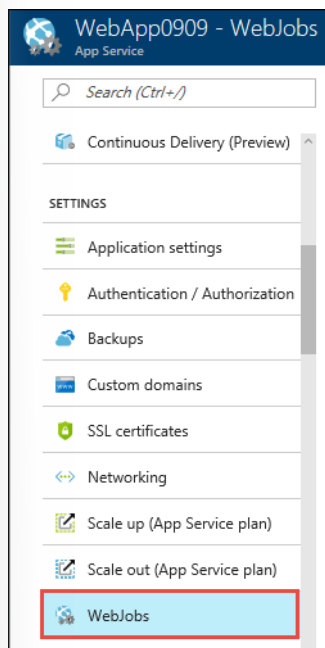 WebApp0909 - WebJobs
App Service
Search (Ctrl+/)
Continuous Delivery (Preview)
SETTINGS
Application settings
Authentication / Authorization
Backups
www
Custom domains
SSL certificates
Networking
Scale up (App Service plan)
Scale out (App Service plan)
WebJobs